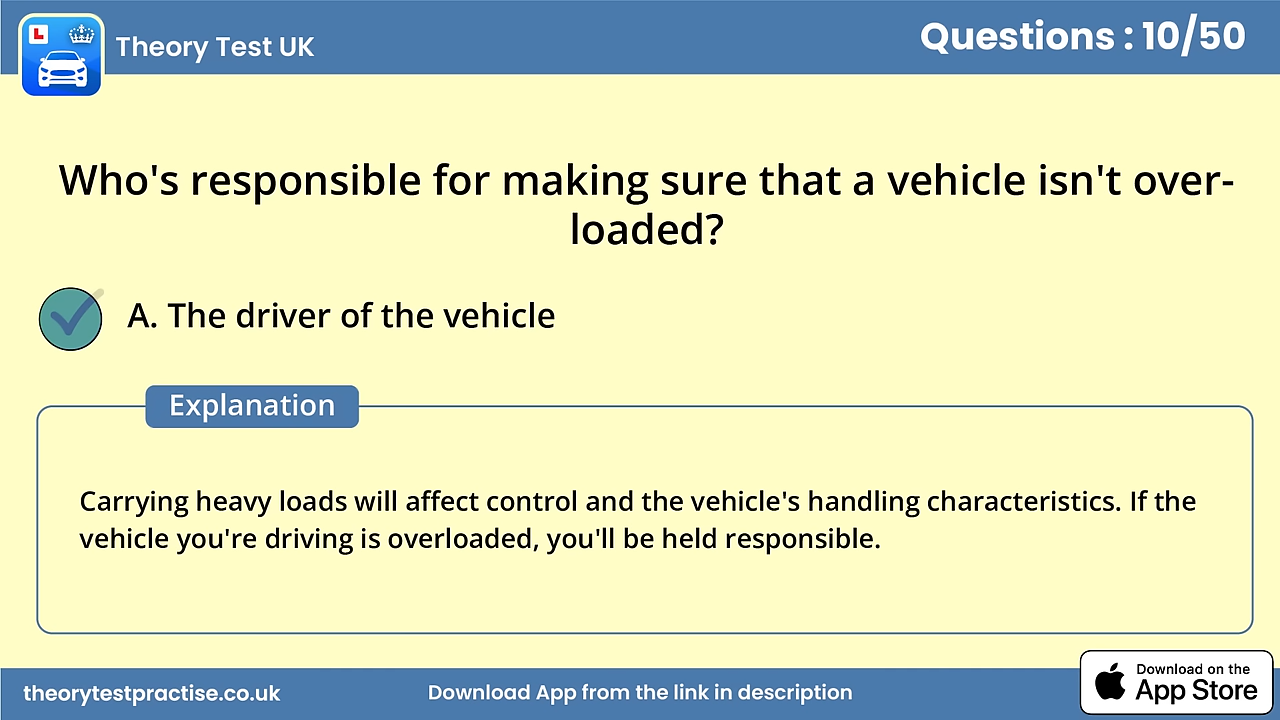 L
Theory Test UK
Questions : 10/50
Who's responsible for making sure that a vehicle isn't over-
loaded?
A. The driver of the vehicle
Explanation
Carrying heavy loads will affect control and the vehicle's handling characteristics. If the
vehicle you're driving is overloaded, you'll be held responsible.
theorytestpractise.co.uk
Download App from the link in description
Download on the
App Store